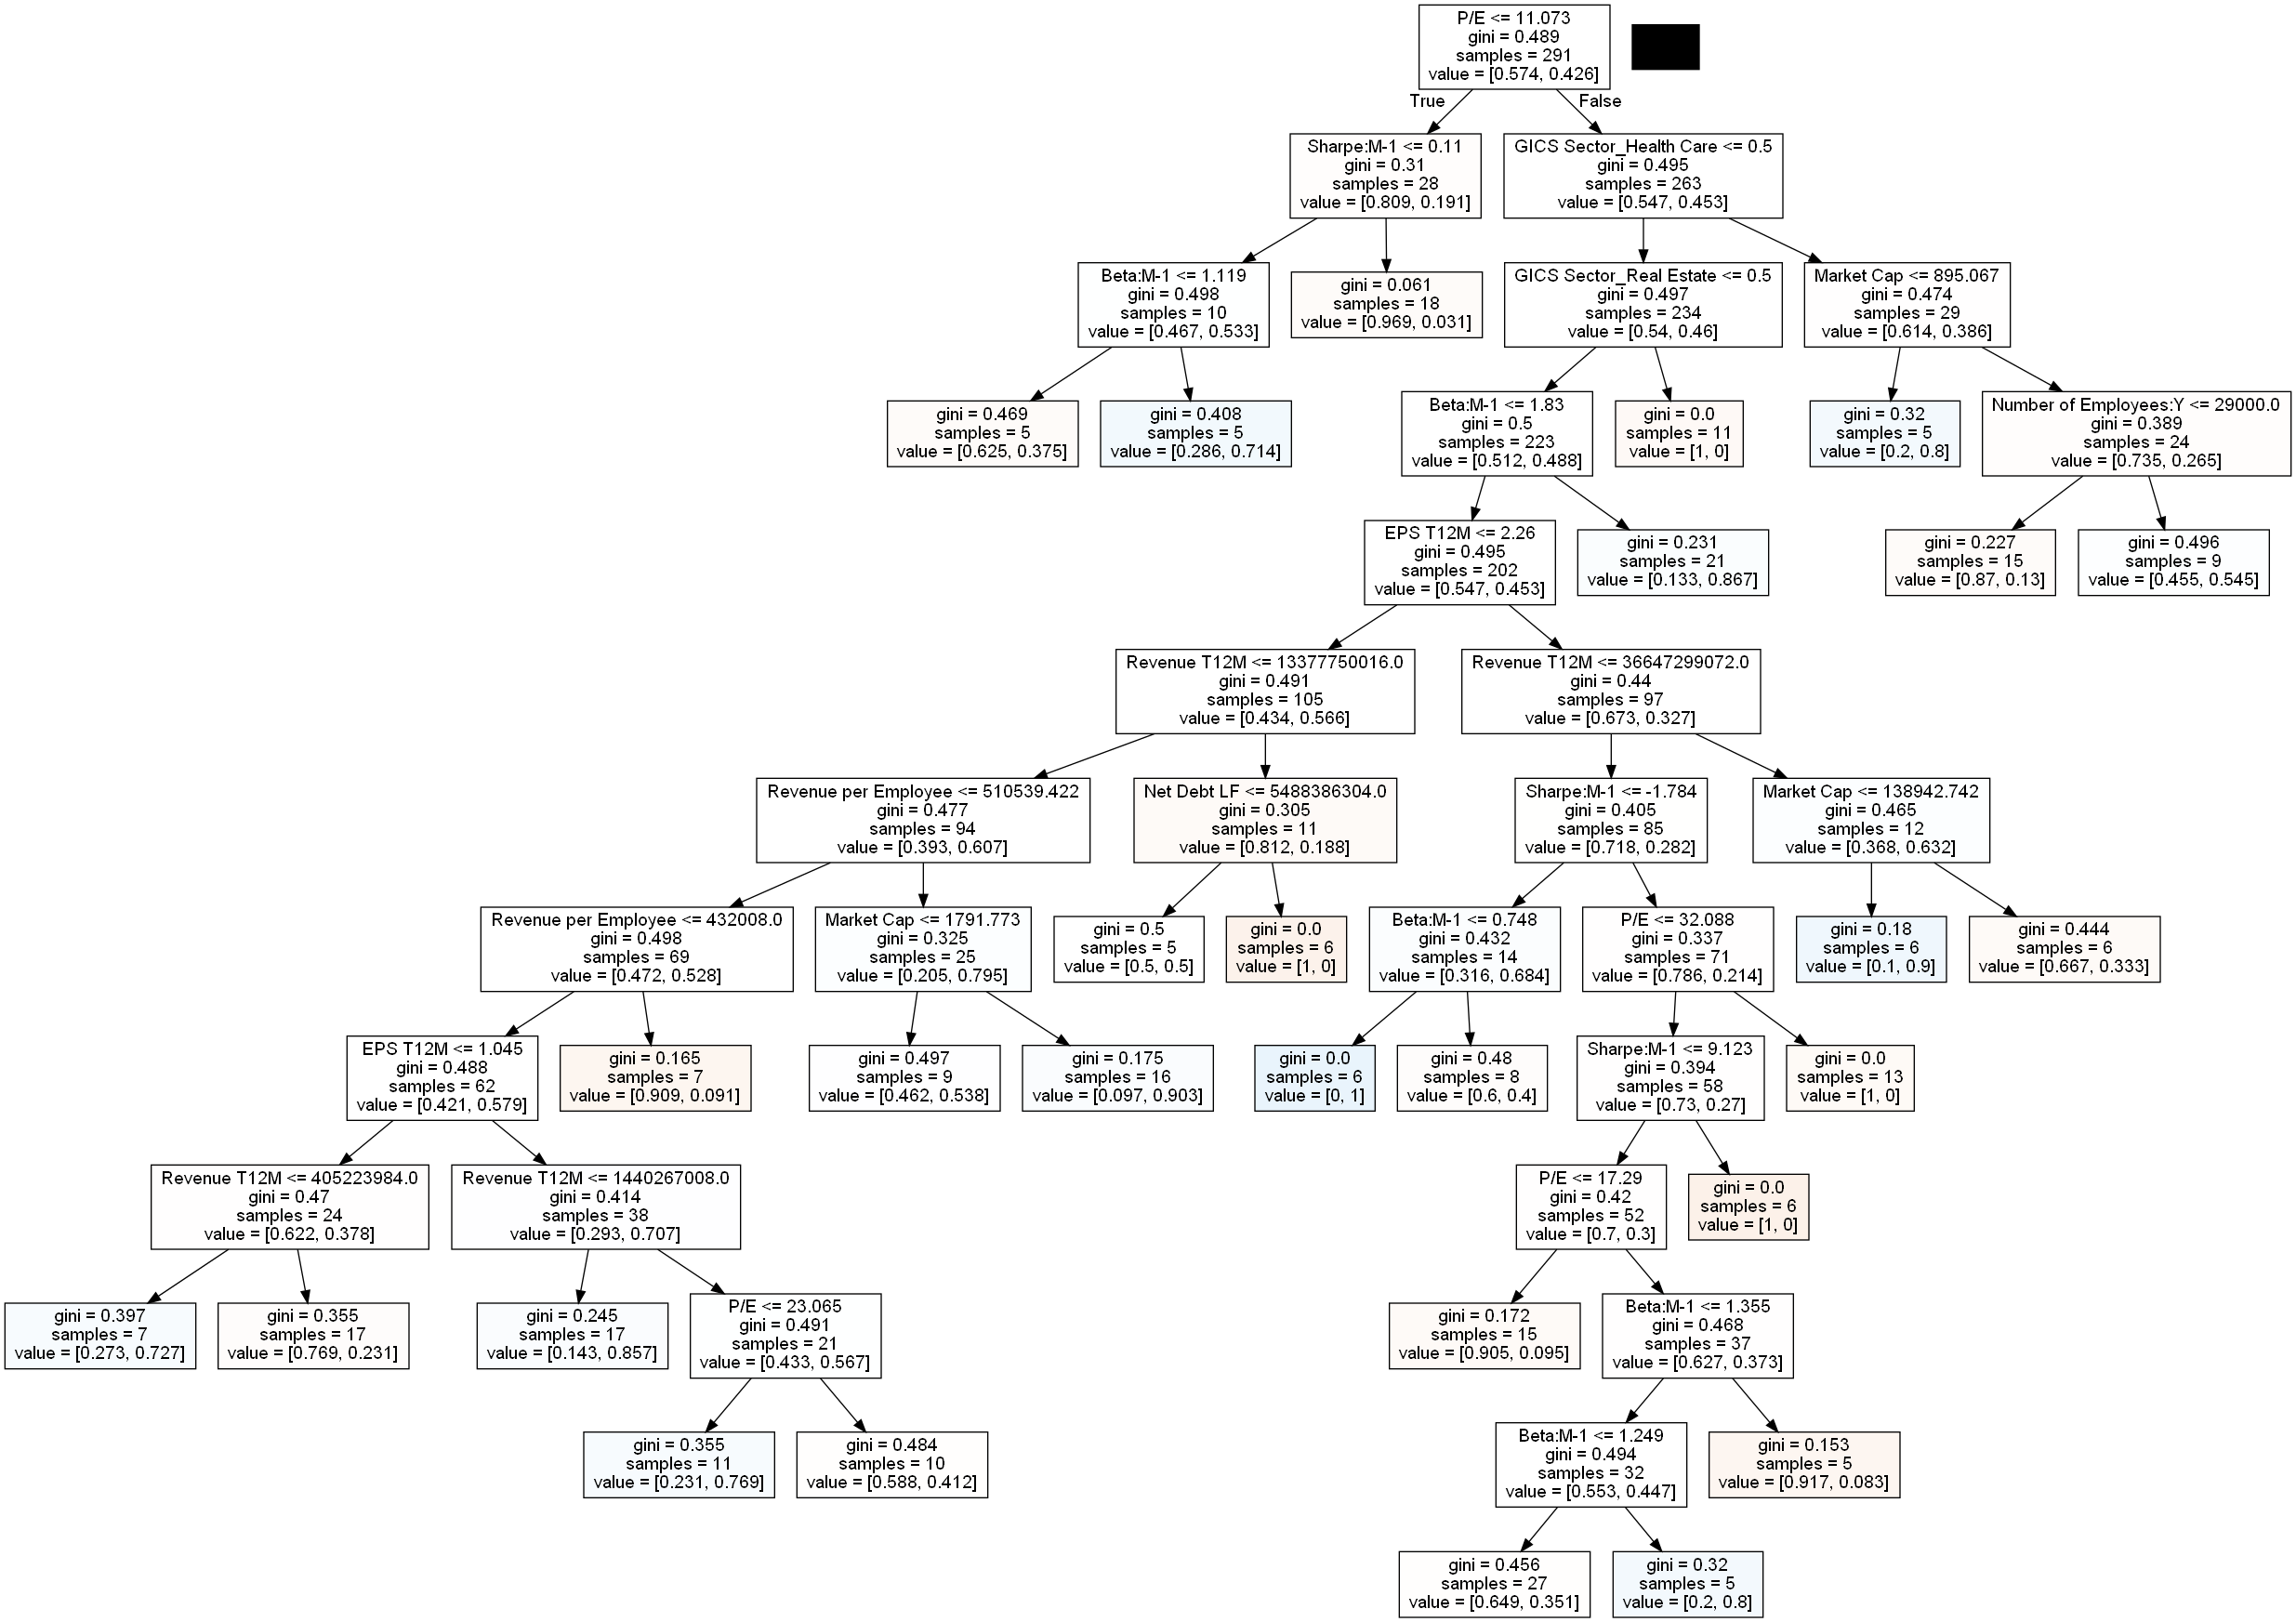 P/E <= 11.073
gini = 0.489
samples = 291
value = [0.574, 0.426]
True
False
Sharpe:M-1 <= 0.11
gini = 0.31
samples = 28
value = [0.809, 0.191]
GICS Sector_Health Care <= 0.5
gini = 0.495
samples = 263
value = [0.547, 0.453]
Beta:M-1 <= 1.119
gini = 0.498
samples = 10
value = [0.467, 0.533]
gini = 0.061
samples = 18
value = [0.969, 0.031]
GICS Sector_Real Estate <= 0.5
gini = 0.497
samples = 234
value = [0.54, 0.46]
Market Cap <= 895.067
gini = 0.474
samples = 29
value = [0.614, 0.386]
gini = 0.469
samples = 5
value = [0.625, 0.375]
gini = 0.408
samples = 5
value = [0.286, 0.714]
Beta:M-1 <= 1.83
gini = 0.5
samples = 223
value = [0.512, 0.488]
gini = 0.0
samples = 11
value = [1, 0]
gini = 0.32
samples = 5
value = [0.2, 0.8]
Number of Employees:Y <= 29000.0
gini = 0.389
samples = 24
value = [0.735, 0.265]
EPS T12M <= 2.26
gini = 0.495
samples = 202
value = [0.547, 0.453]
gini = 0.231
samples = 21
value = [0.133, 0.867]
gini = 0.227
samples = 15
value = [0.87, 0.13]
gini = 0.496
samples = 9
value = [0.455, 0.545]
Revenue T12M <= 13377750016.0
gini = 0.491
samples = 105
value = [0.434, 0.566]
Revenue T12M <= 36647299072.0
gini = 0.44
samples = 97
value = [0.673, 0.327]
Revenue per Employee <= 510539.422
gini = 0.477
samples = 94
value = [0.393, 0.607]
Net Debt LF <= 5488386304.0
gini = 0.305
samples = 11
value = [0.812, 0.188]
Sharpe:M-1 <= -1.784
gini = 0.405
samples = 85
value = [0.718, 0.282]
Market Cap <= 138942.742
gini = 0.465
samples = 12
value = [0.368, 0.632]
Revenue per Employee <= 432008.0
gini = 0.498
samples = 69
value = [0.472, 0.528]
Market Cap <= 1791.773
gini = 0.325
samples = 25
value = [0.205, 0.795]
gini = 0.5
samples = 5
value = [0.5, 0.5]
gini = 0.0
samples = 6
value = [1, 0]
Beta:M-1 <= 0.748
gini = 0.432
samples = 14
value = [0.316, 0.684]
P/E <= 32.088
gini = 0.337
samples = 71
value = [0.786, 0.214]
gini = 0.18
samples = 6
value = [0.1, 0.9]
gini = 0.444
samples = 6
value = [0.667, 0.333]
EPS T12M <= 1.045
gini = 0.488
samples = 62
value = [0.421, 0.579]
gini = 0.165
samples = 7
value = [0.909, 0.091]
gini = 0.497
samples = 9
value = [0.462, 0.538]
gini = 0.175
samples = 16
value = [0.097, 0.903]
gini = 0.0
samples = 6
value = [0, 1]
gini = 0.48
samples = 8
value = [0.6, 0.4]
Sharpe:M-1 <= 9.123
gini = 0.394
samples = 58
value = [0.73, 0.27]
gini = 0.0
samples = 13
value = [1, 0]
Revenue T12M <= 405223984.0
gini = 0.47
samples = 24
value = [0.622, 0.378]
Revenue T12M <= 1440267008.0
gini = 0.414
samples = 38
value = [0.293, 0.707]
P/E <= 17.29
gini = 0.42
samples = 52
value = [0.7, 0.3]
gini = 0.0
samples = 6
value = [1, 0]
gini = 0.397
samples = 7
value = [0.273, 0.727]
gini = 0.355
samples = 17
value = [0.769, 0.231]
gini = 0.245
samples = 17
value = [0.143, 0.857]
P/E <= 23.065
gini = 0.491
samples = 21
value = [0.433, 0.567]
gini = 0.172
samples = 15
value = [0.905, 0.095]
Beta:M-1 <= 1.355
gini = 0.468
samples = 37
value = [0.627, 0.373]
gini = 0.355
samples = 11
value = [0.231, 0.769]
gini = 0.484
samples = 10
value = [0.588, 0.412]
Beta:M-1 <= 1.249
gini = 0.494
samples = 32
value = [0.553, 0.447]
gini = 0.153
samples = 5
value = [0.917, 0.083]
gini = 0.456
samples = 27
value = [0.649, 0.351]
gini = 0.32
samples = 5
value = [0.2, 0.8]